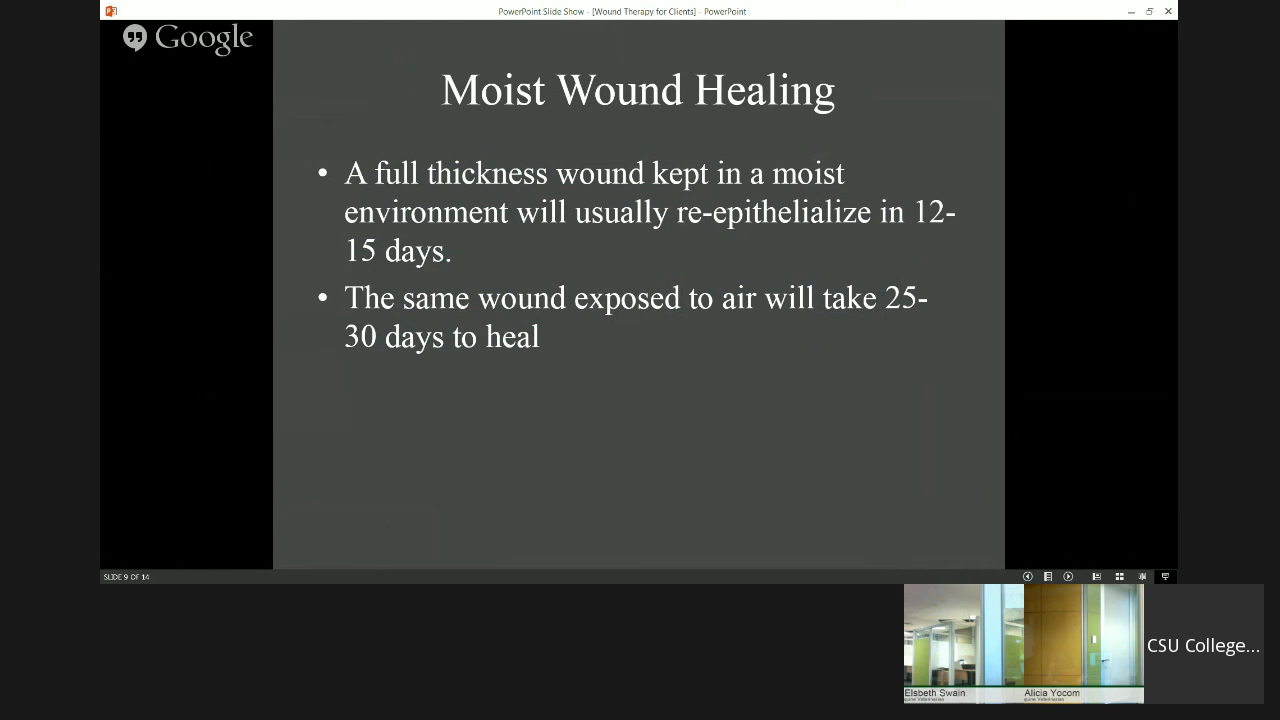 PowerPoint Slide Show - [Wound Therapy for Clients] - PowerPoint
Google
Moist Wound Healing
• A full thickness wound kept in a moist
environment will usually re-epithelialize in 12-
15 days.
• The same wound exposed to air will take 25-
30 days to heal
SLIDE 9 OF 14
Elsbeth Swain
Alicia Yocom
CSU College...